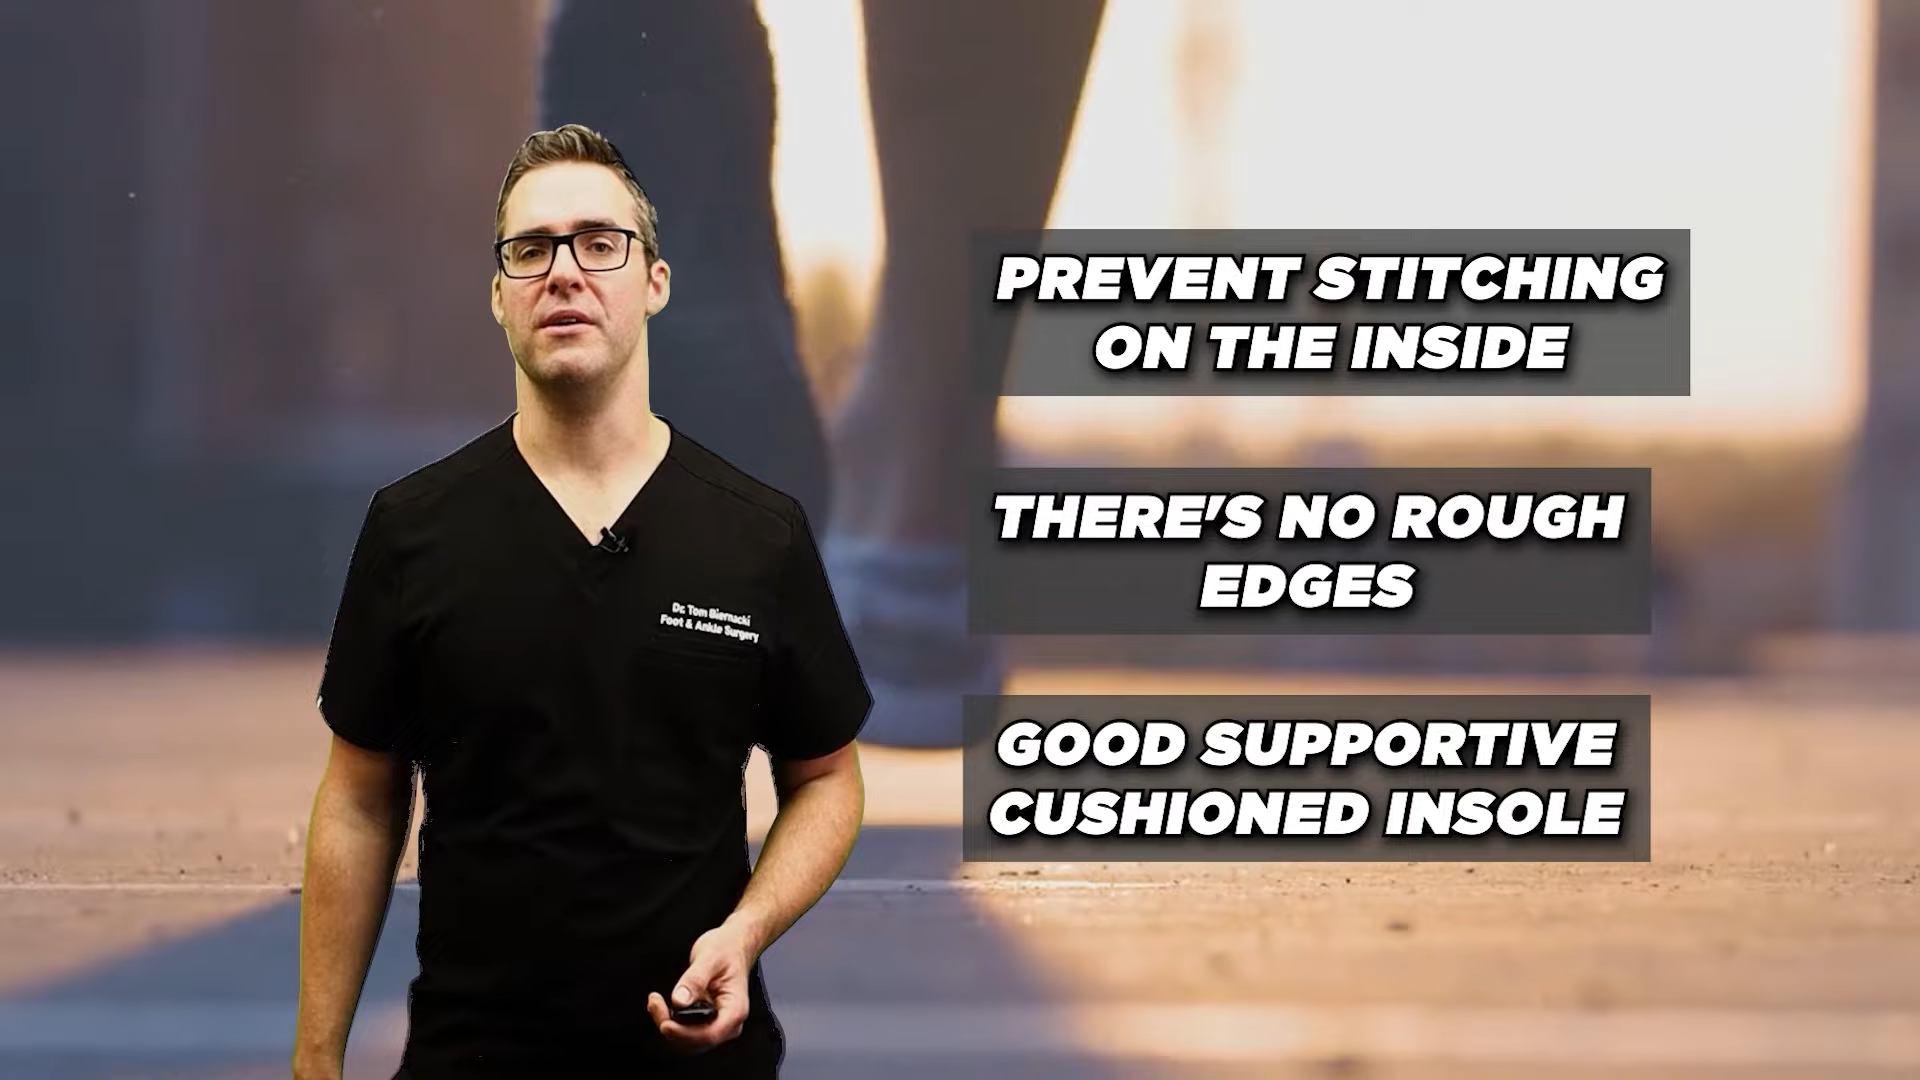 Dr. Tom Biernacki
Foot & Ankle Surgery
PREVENT STITCHING
ON THE INSIDE
THERE'S NO ROUGH
EDGES
GOOD SUPPORTIVE
CUSHIONED INSOLE